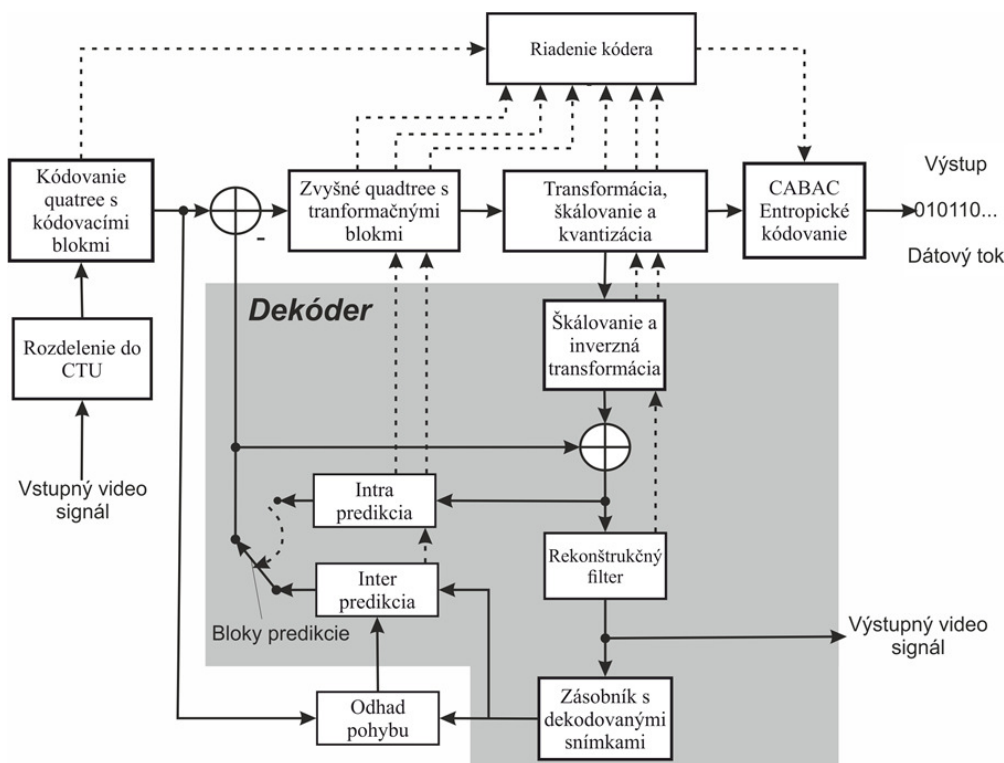 Riadenie kódera
Kódovanie
quatree s
kódovacími
blokmi
Zvyšné quadtree s
tranformačnými
blokmi
Transformácia,
škálovanie a
kvantizácia
CABAC
Entropické
kódovanie
Výstup
010110...
Dátový tok
-
Dekóder
Rozdelenie do
CTU
Škálovanie a
inverzná
transformácia
Vstupný video
signál
Intra
predikcia
Rekonštrukčný
filter
Inter
predikcia
Bloky predikcie
Výstupný video
signál
Odhad
pohybu
Zásobník s
dekodovanými
snímkami